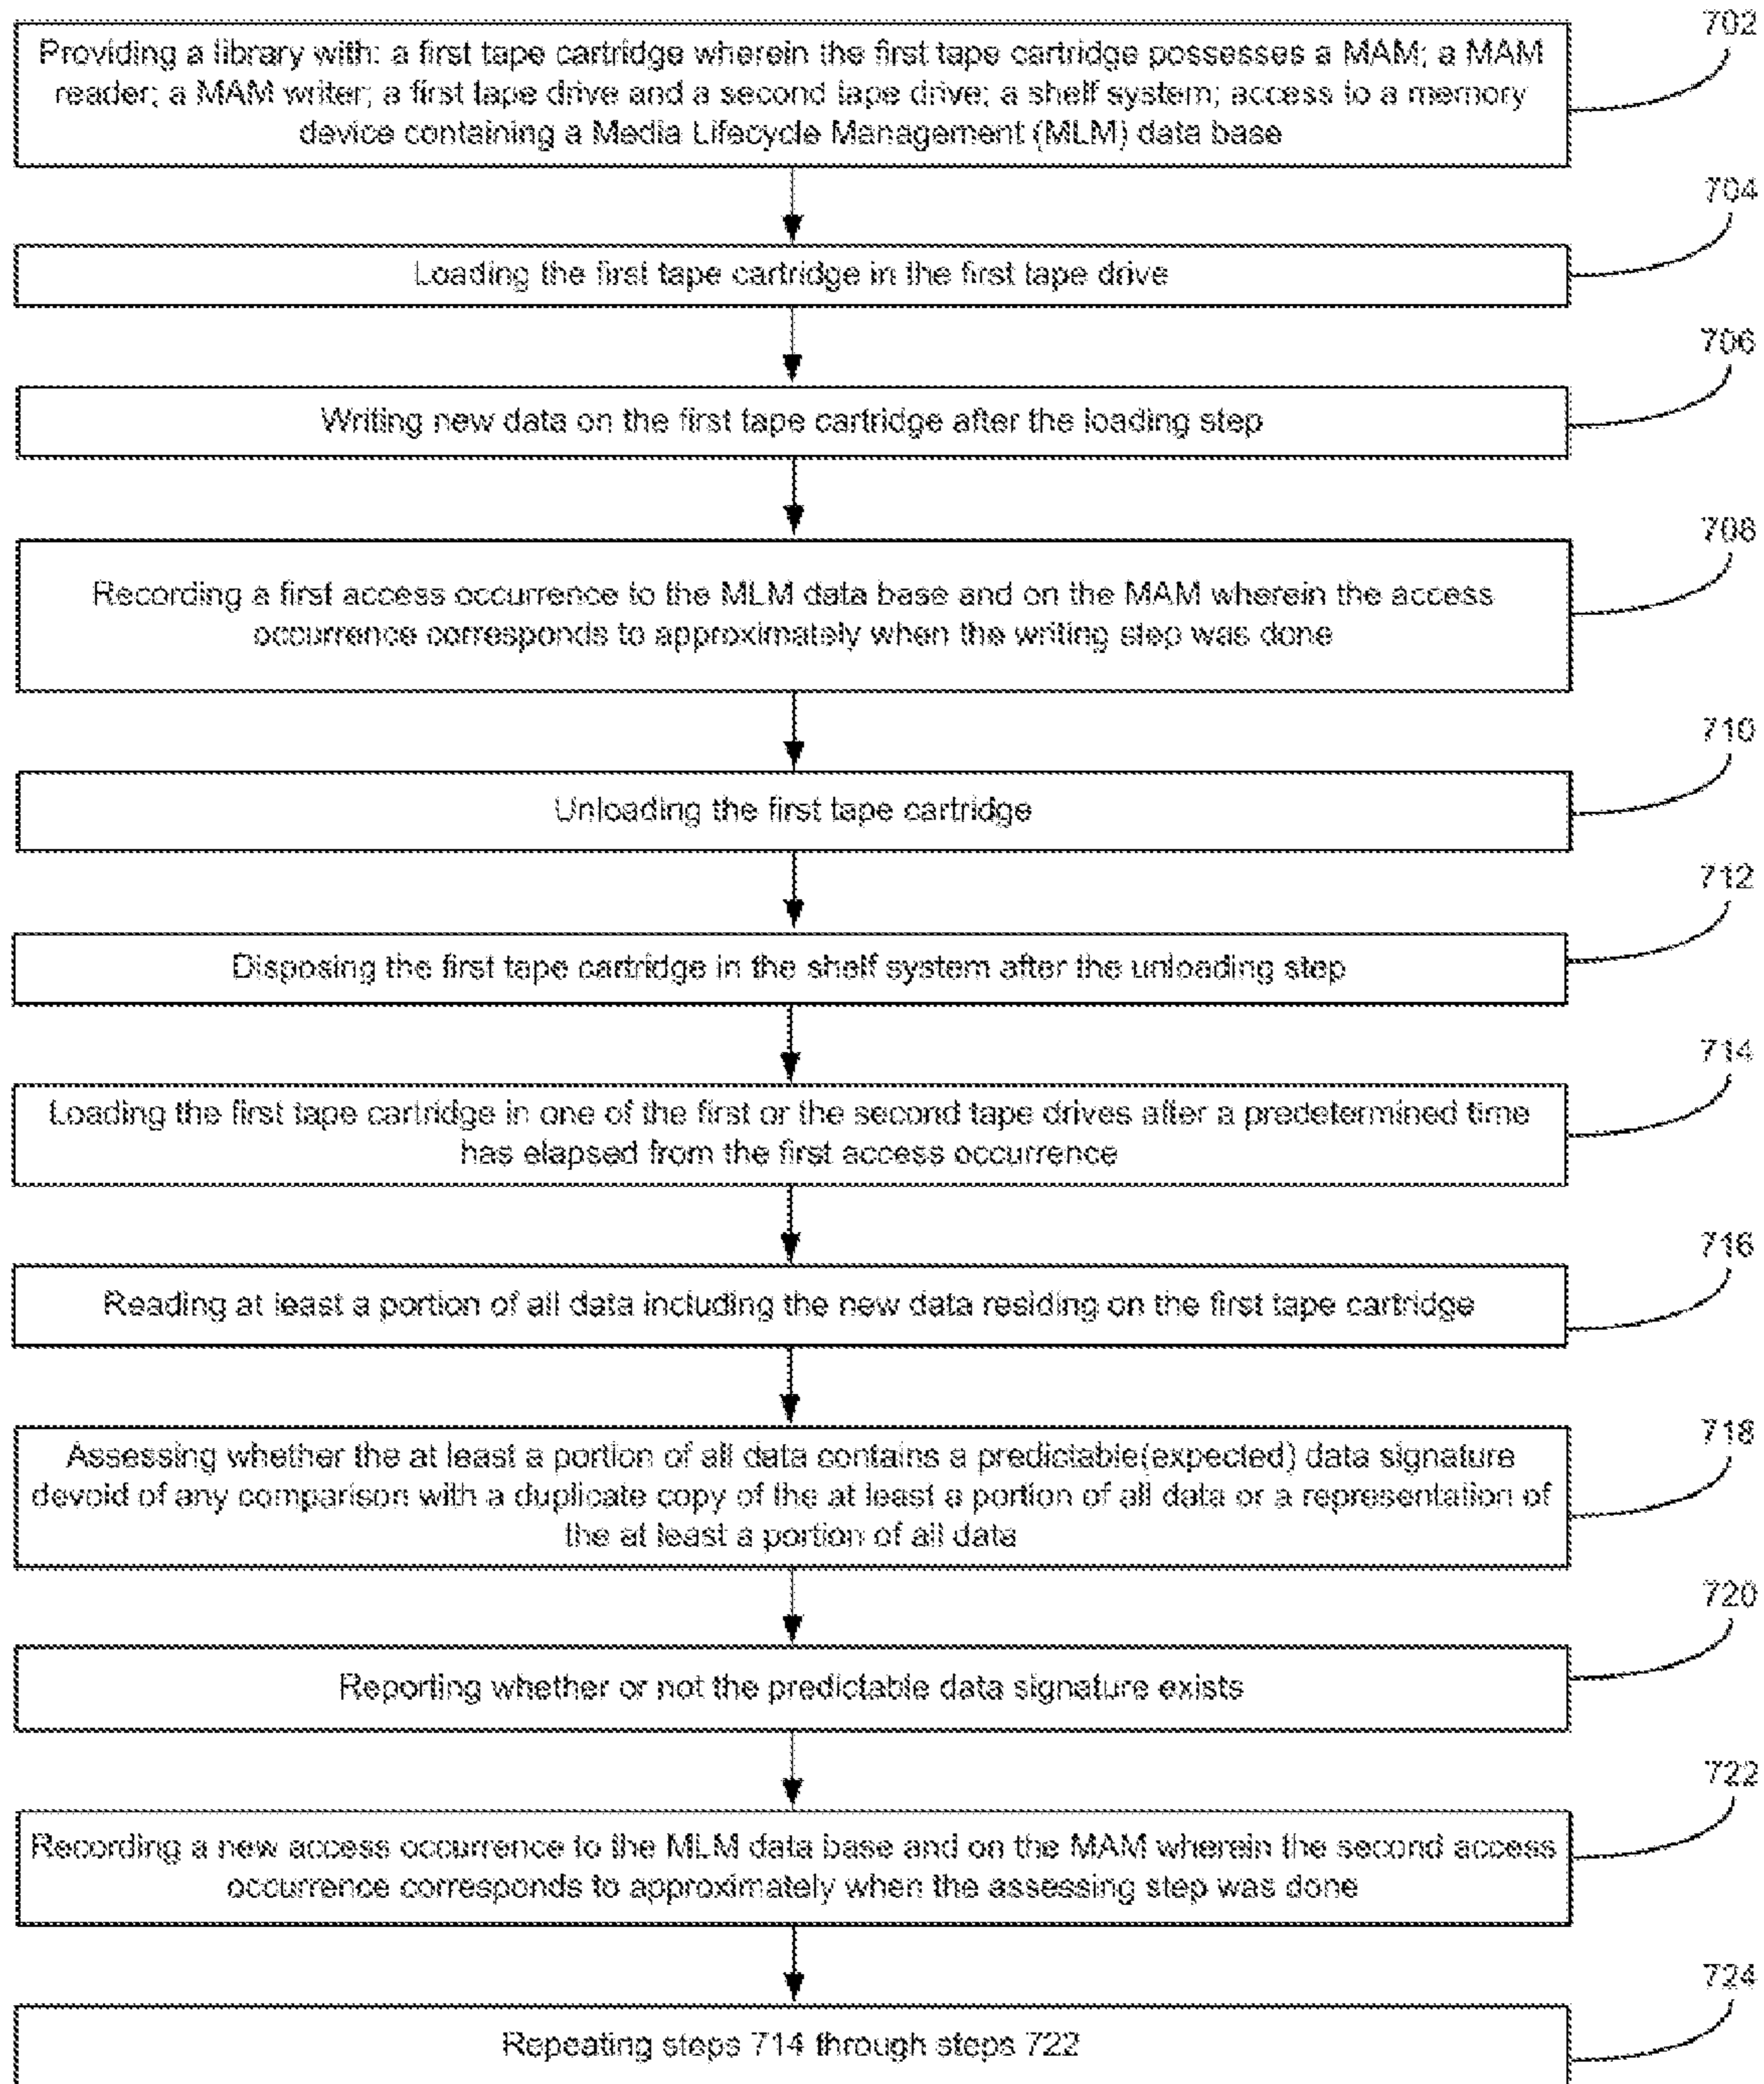 702
Providing a library with: a first tape cartridge wherein the first tape cartridge possesses a MAM; a MAM
reader; a MAM writer; a first tape drive and a second tape drive; a shelf system; access to a memory
device containing a Media Lifecycle Management (MLM) data base
704
Loading the first tape cartridge in the first tape drive
706
Writing new data on the first tape cartridge after the loading step
708
Recording a first access occurrence to the MLM data base and on the MAM wherein the access
occurrence corresponds to approximately when the writing step was done
710
Unloading the first tape cartridge
712
Disposing the first tape cartridge in the shelf system after the unloading step
714
Loading the first tape cartridge in one of the first or the second tape drives after a predetermined time
has elapsed from the first access occurrence
716
Reading at least a portion of all data including the new data residing on the first tape cartridge
718
Assessing whether the at least a portion of all data contains a predictable(expected) data signature
devoid of any comparison with a duplicate copy of the at least a portion of all data or a representation of
the at least a portion of all data
720
Reporting whether or not the predictable data signature exists
722
Recording a new access occurrence to the MLM data base and on the MAM wherein the second access
occurrence corresponds to approximately when the assessing step was done
724
Repeating steps 714 through steps 722